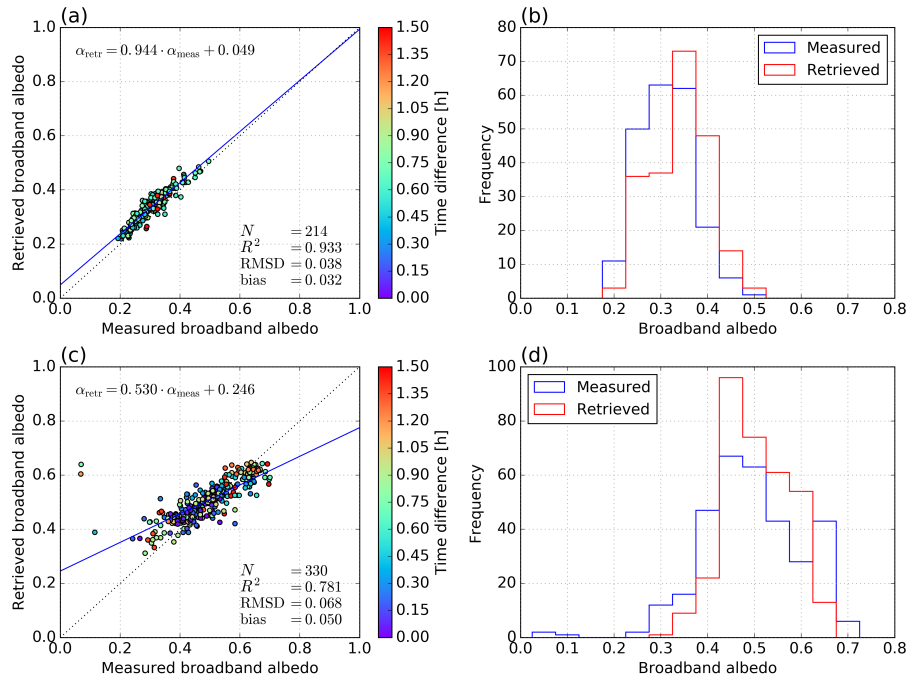 (a)
α_retr = 0.944 · α_meas + 0.049
N = 214
R² = 0.933
RMSD = 0.038
bias = 0.032
1.0
0.8
0.6
0.4
0.2
0.0
Retrieved broadband albedo
0.0 0.2 0.4 0.6 0.8 1.0
Measured broadband albedo
1.50
1.35
1.20
1.05
0.90
0.75
0.60
0.45
0.30
0.15
0.00
Time difference [h]
(b)
Measured
Retrieved
80
70
60
50
40
30
20
10
0
Frequency
0.0 0.1 0.2 0.3 0.4 0.5 0.6 0.7 0.8
Broadband albedo
(c)
α_retr = 0.530 · α_meas + 0.246
N = 330
R² = 0.781
RMSD = 0.068
bias = 0.050
1.0
0.8
0.6
0.4
0.2
0.0
Retrieved broadband albedo
0.0 0.2 0.4 0.6 0.8 1.0
Measured broadband albedo
1.50
1.35
1.20
1.05
0.90
0.75
0.60
0.45
0.30
0.15
0.00
Time difference [h]
(d)
Measured
Retrieved
100
80
60
40
20
0
Frequency
0.0 0.1 0.2 0.3 0.4 0.5 0.6 0.7 0.8
Broadband albedo